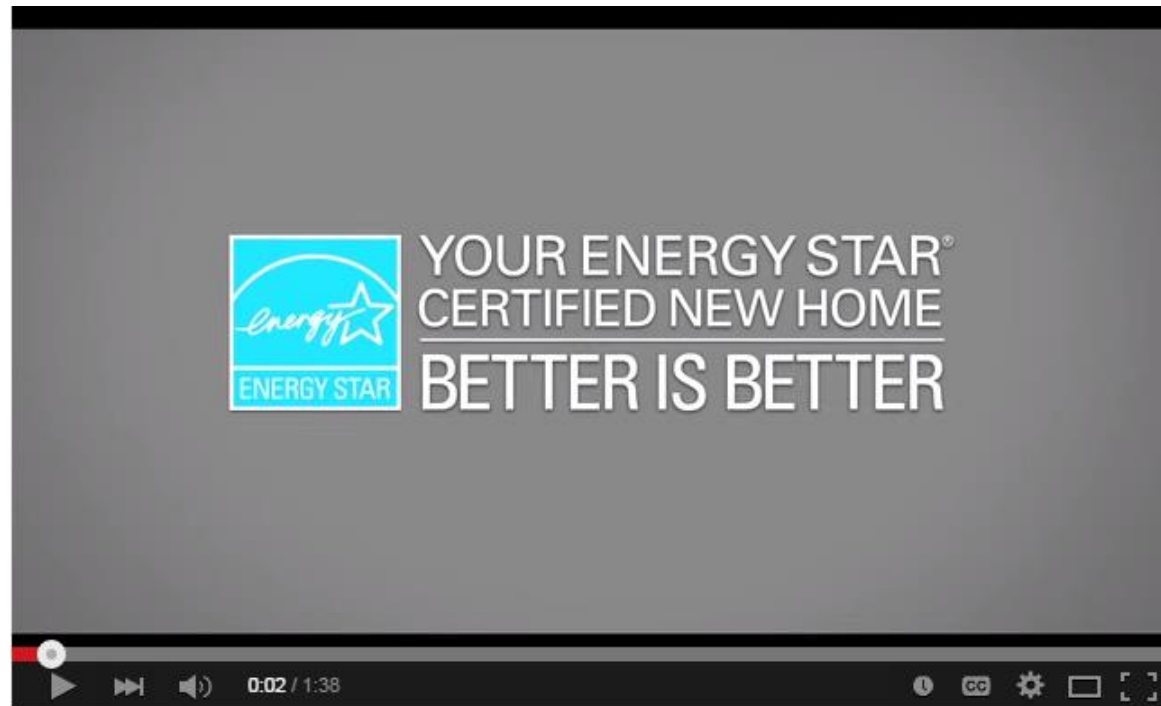 YOUR ENERGY STAR®
CERTIFIED NEW HOME
BETTER IS BETTER
energy
ENERGY STAR
0:02 / 1:38
CC